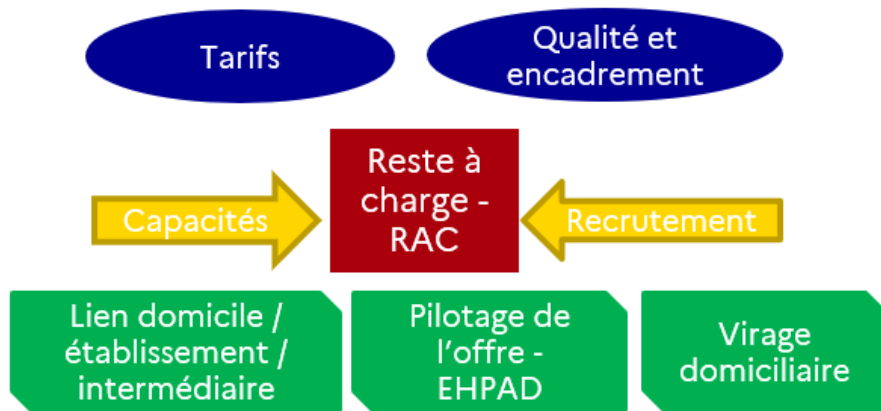 Tarifs
Qualité et
encadrement
Reste à
charge -
RAC
Capacités
Recrutement
Lien domicile /
établissement /
intermédiaire
Pilotage de
l'offre -
EHPAD
Virage
domiciliaire